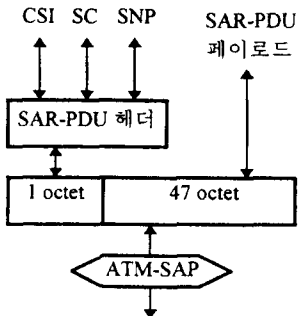 CSI SC SNP
SAR-PDU
페이로드
SAR-PDU 헤더
1 octet
47 octet
ATM-SAP